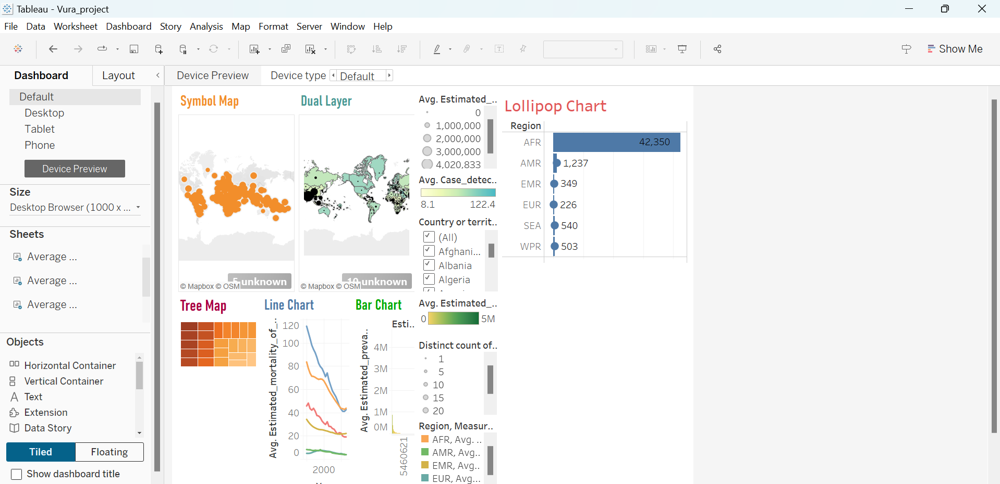 Tableau - Vura_project
File Data Worksheet Dashboard Story Analysis Map Format Server Window Help
Show Me
Dashboard Layout
Device Preview Device type Default
Default
Desktop
Tablet
Phone
Device Preview
Size
Desktop Browser (1000 x ...
Sheets
Average ...
Average ...
Average ...
Objects
Horizontal Container
Vertical Container
Text
Extension
Data Story
Tiled Floating
Show dashboard title
Symbol Map
5 unknown
© Mapbox © OSM
Dual Layer
10 unknown
© Mapbox © OSM
Avg. Estimated_..
0
1,000,000
2,000,000
3,000,000
4,020,833
Avg. Case_detec..
8.1 122.4
Country or territ..
(All)
Afghani...
Albania
Algeria
Lollipop Chart
Region
AFR 42,350
AMR 1,237
EMR 349
EUR 226
SEA 540
WPR 503
Tree Map
Line Chart
Avg. Estimated_mortality_of_..
120
100
80
60
40
20
0
2000
Bar Chart
Esti..
Avg. Estimated_preva..
4M
3M
2M
1M
0M
5460621
Avg. Estimated_..
0 5M
Distinct count of..
1
5
10
15
20
Region, Measur..
AFR, Avg. ..
AMR, Avg..
EMR, Avg..
EUR, Avg...